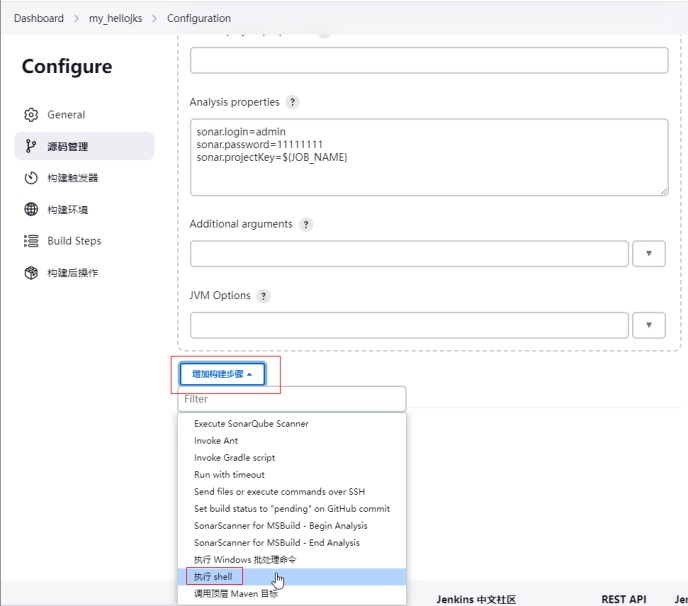 Dashboard > my_hellojks > Configuration
Configure
General
源码管理
构建触发器
构建环境
Build Steps
构建后操作
Analysis properties ?
sonar.login=admin
sonar.password=11111111
sonar.projectKey=${JOB_NAME}
Additional arguments ?
JVM Options ?
增加构建步骤
Filter
Execute SonarQube Scanner
Invoke Ant
Invoke Gradle script
Run with timeout
Send files or execute commands over SSH
Set build status to "pending" on GitHub commit
SonarScanner for MSBuild - Begin Analysis
SonarScanner for MSBuild - End Analysis
执行 Windows 批处理命令
执行 shell
调用顶层 Maven 目标
Jenkins 中文社区
REST API